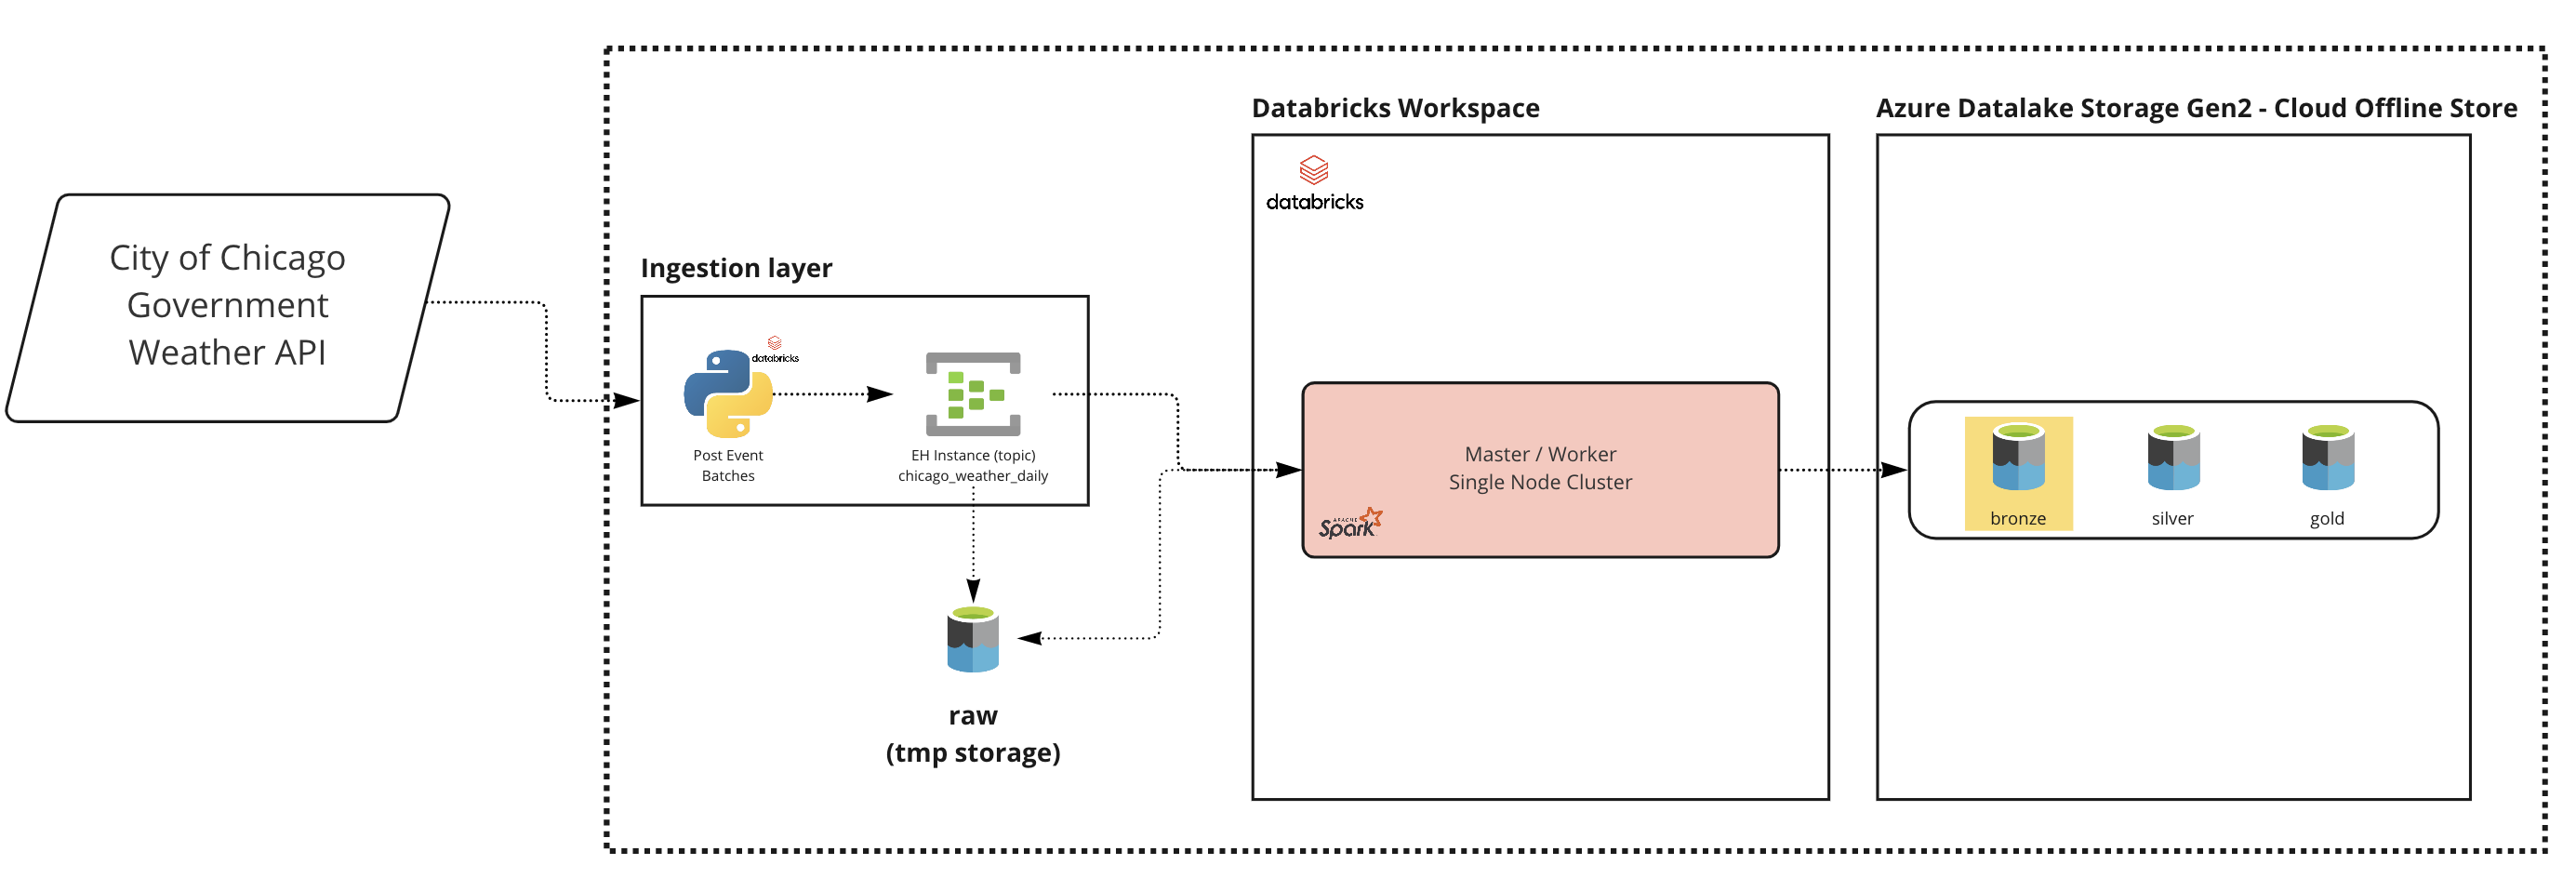 City of Chicago
Government
Weather API
Ingestion layer
databricks
Post Event
Batches
EH Instance (topic)
chicago_weather_daily
raw
(tmp storage)
Databricks Workspace
databricks
Master / Worker
Single Node Cluster
APACHE
Spark
Azure Datalake Storage Gen2 - Cloud Offline Store
bronze
silver
gold